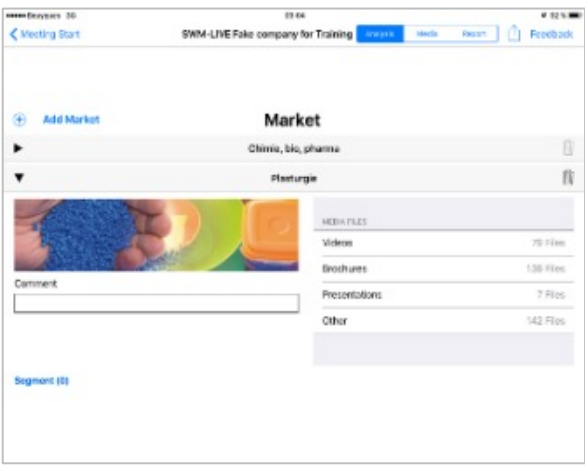 3G
Meeting Start
SWM-LIVE Fake company for Training
Analysis Media Report
Feedback
Add Market
Market
Chimie, bio, pharma
Plasturgie
MEDIA FILES
Videos 79 Files
Brochures
Files
Presentations 7 Files
Other 142 Files
Comment
Segment (0)